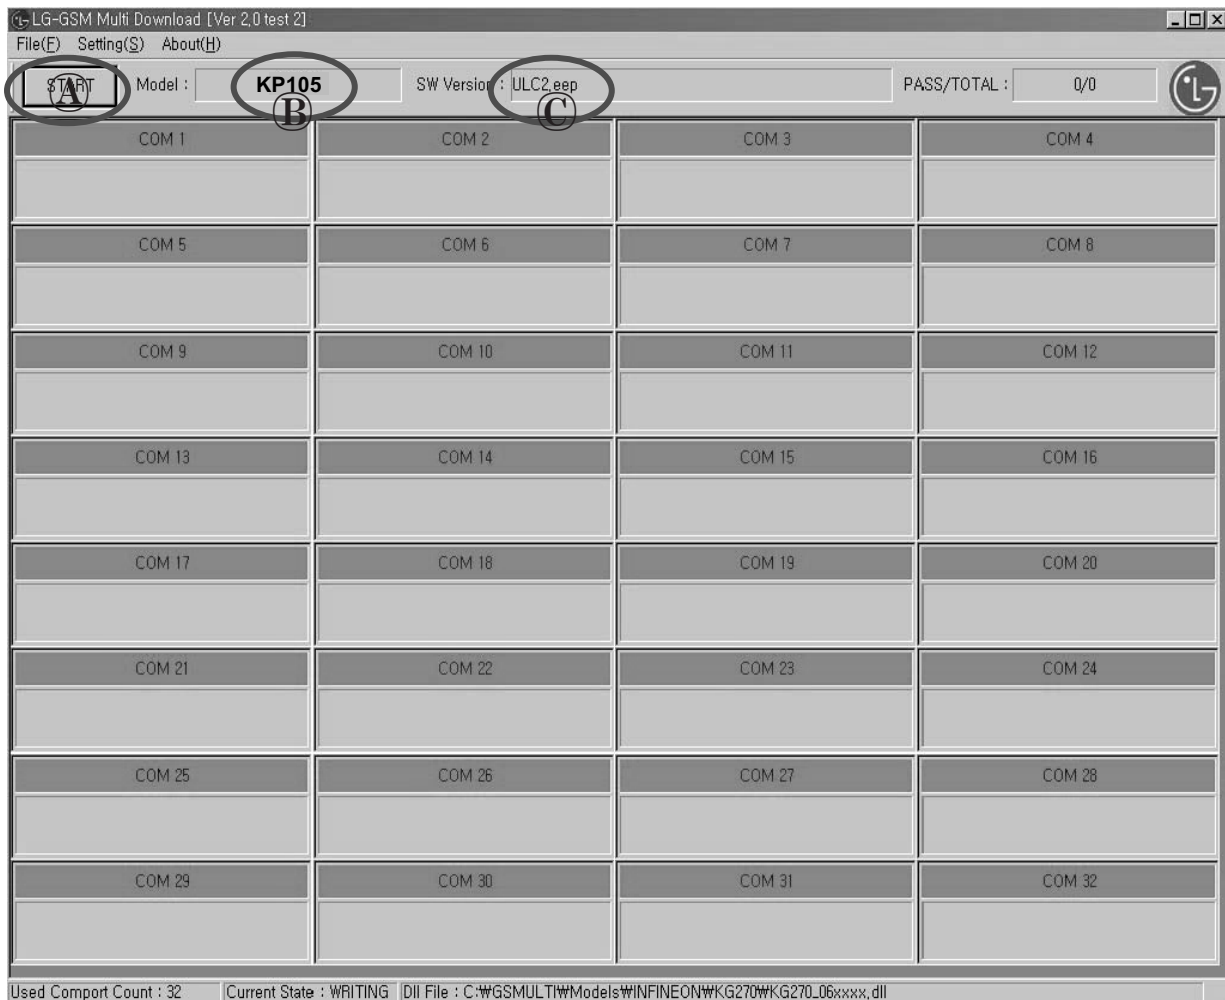 LG-GSM Multi Download [Ver 2,0 test 2]
File(F) Setting(S) About(H)
START Model : KP105 SW Version : ULC2,eep PASS/TOTAL : 0/0
Ⓐ Ⓑ Ⓒ
COM 1 COM 2 COM 3 COM 4
COM 5 COM 6 COM 7 COM 8
COM 9 COM 10 COM 11 COM 12
COM 13 COM 14 COM 15 COM 16
COM 17 COM 18 COM 19 COM 20
COM 21 COM 22 COM 23 COM 24
COM 25 COM 26 COM 27 COM 28
COM 29 COM 30 COM 31 COM 32
Used Comport Count : 32 Current State : WRITING Dll File : C:₩GSMULTI₩Models₩INFINEON₩KG270₩KG270_06xxxx,dll